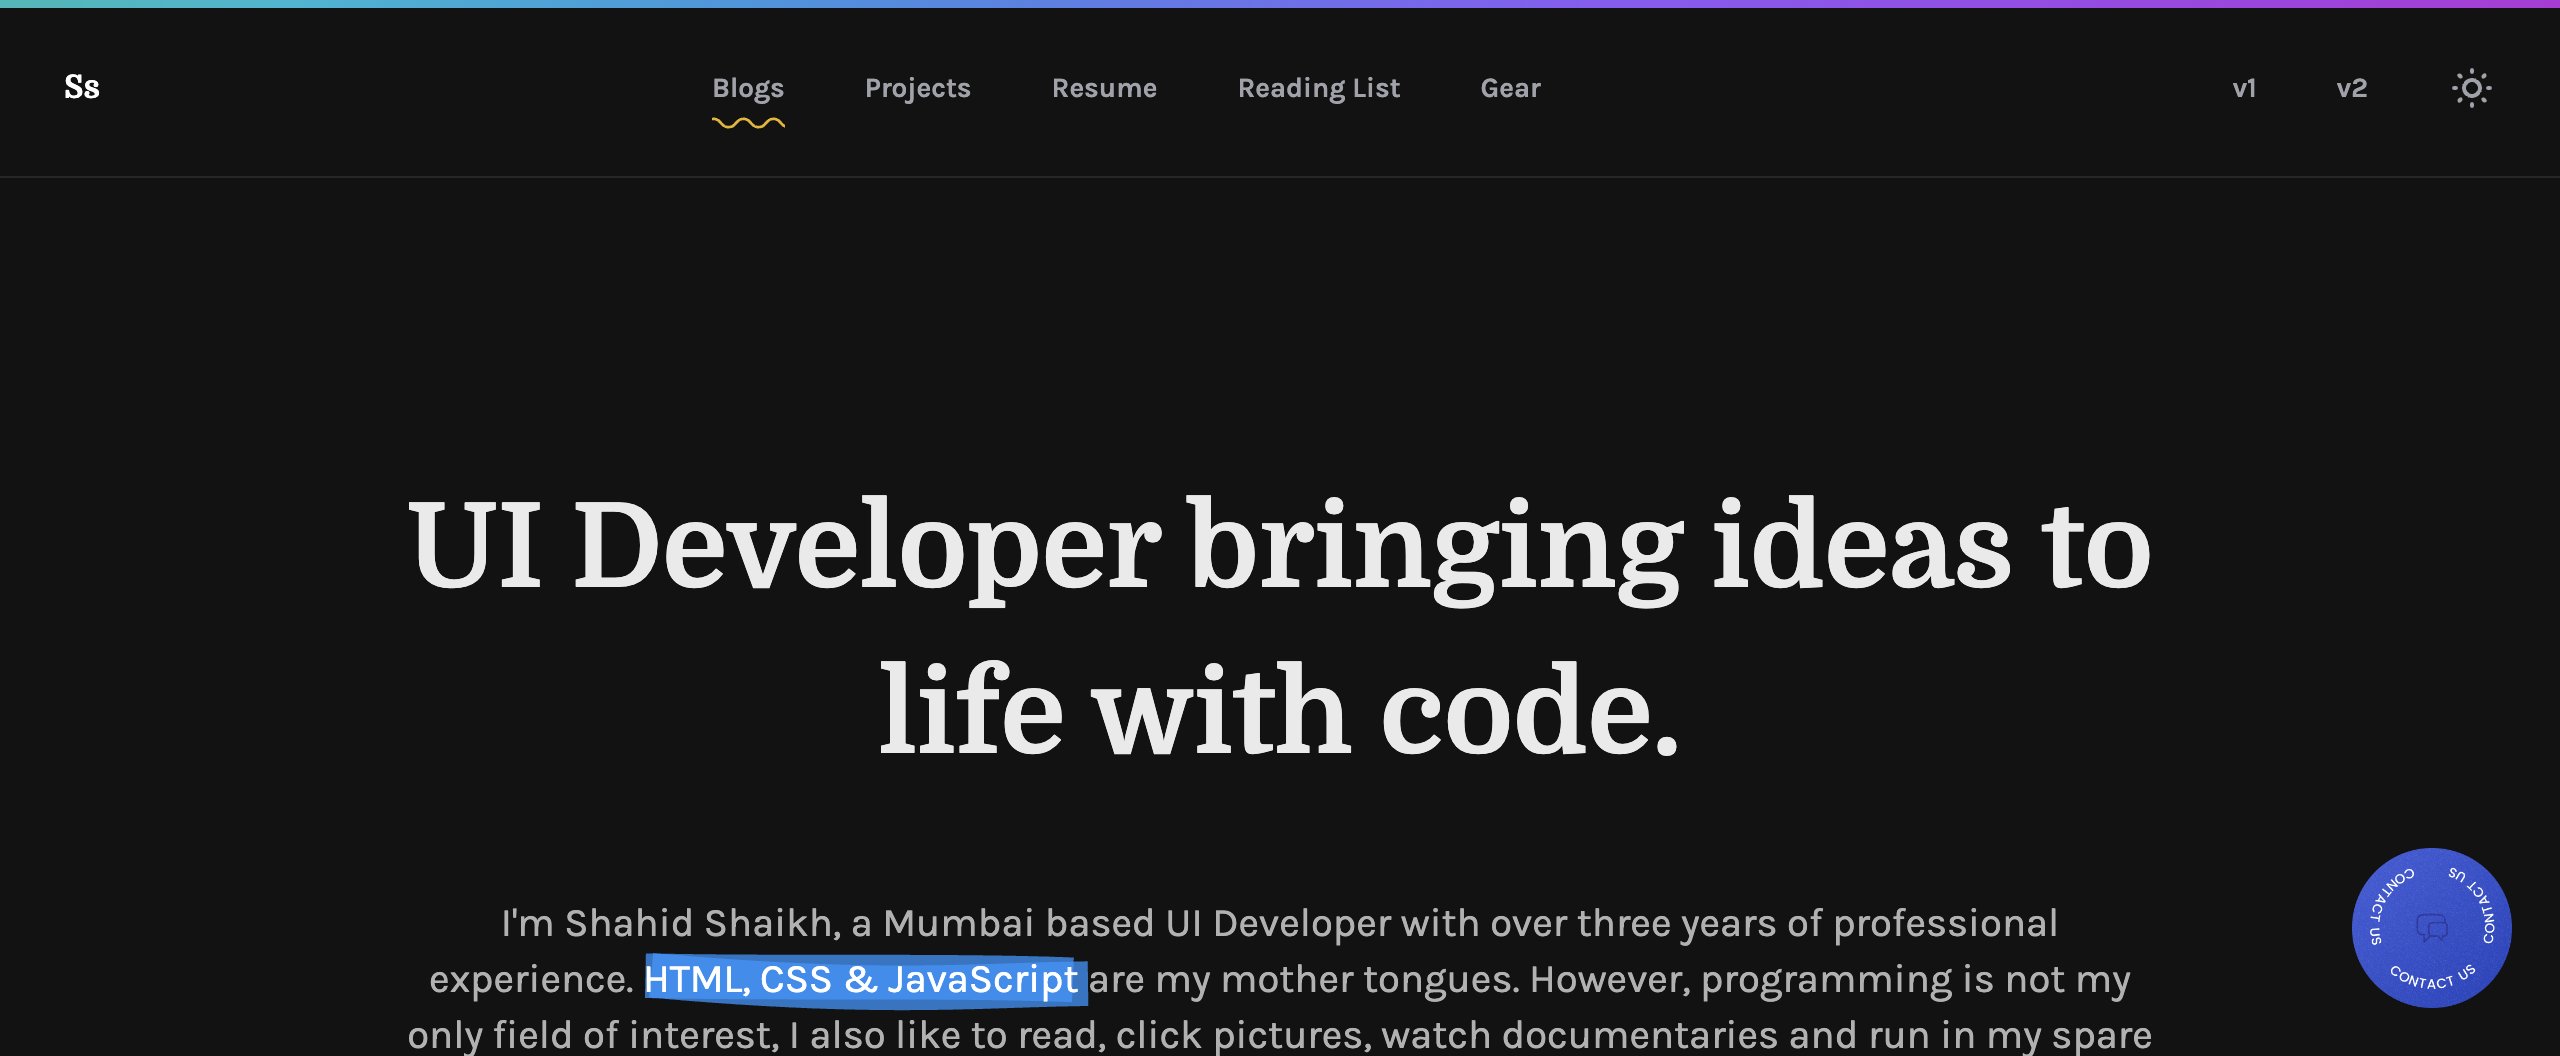 Ss
Blogs Projects Resume Reading List Gear
v1 v2
UI Developer bringing ideas to
life with code.
I'm Shahid Shaikh, a Mumbai based UI Developer with over three years of professional
experience. HTML, CSS & JavaScript are my mother tongues. However, programming is not my
only field of interest, I also like to read, click pictures, watch documentaries and run in my spare
CONTACT US CONTACT US CONTACT US